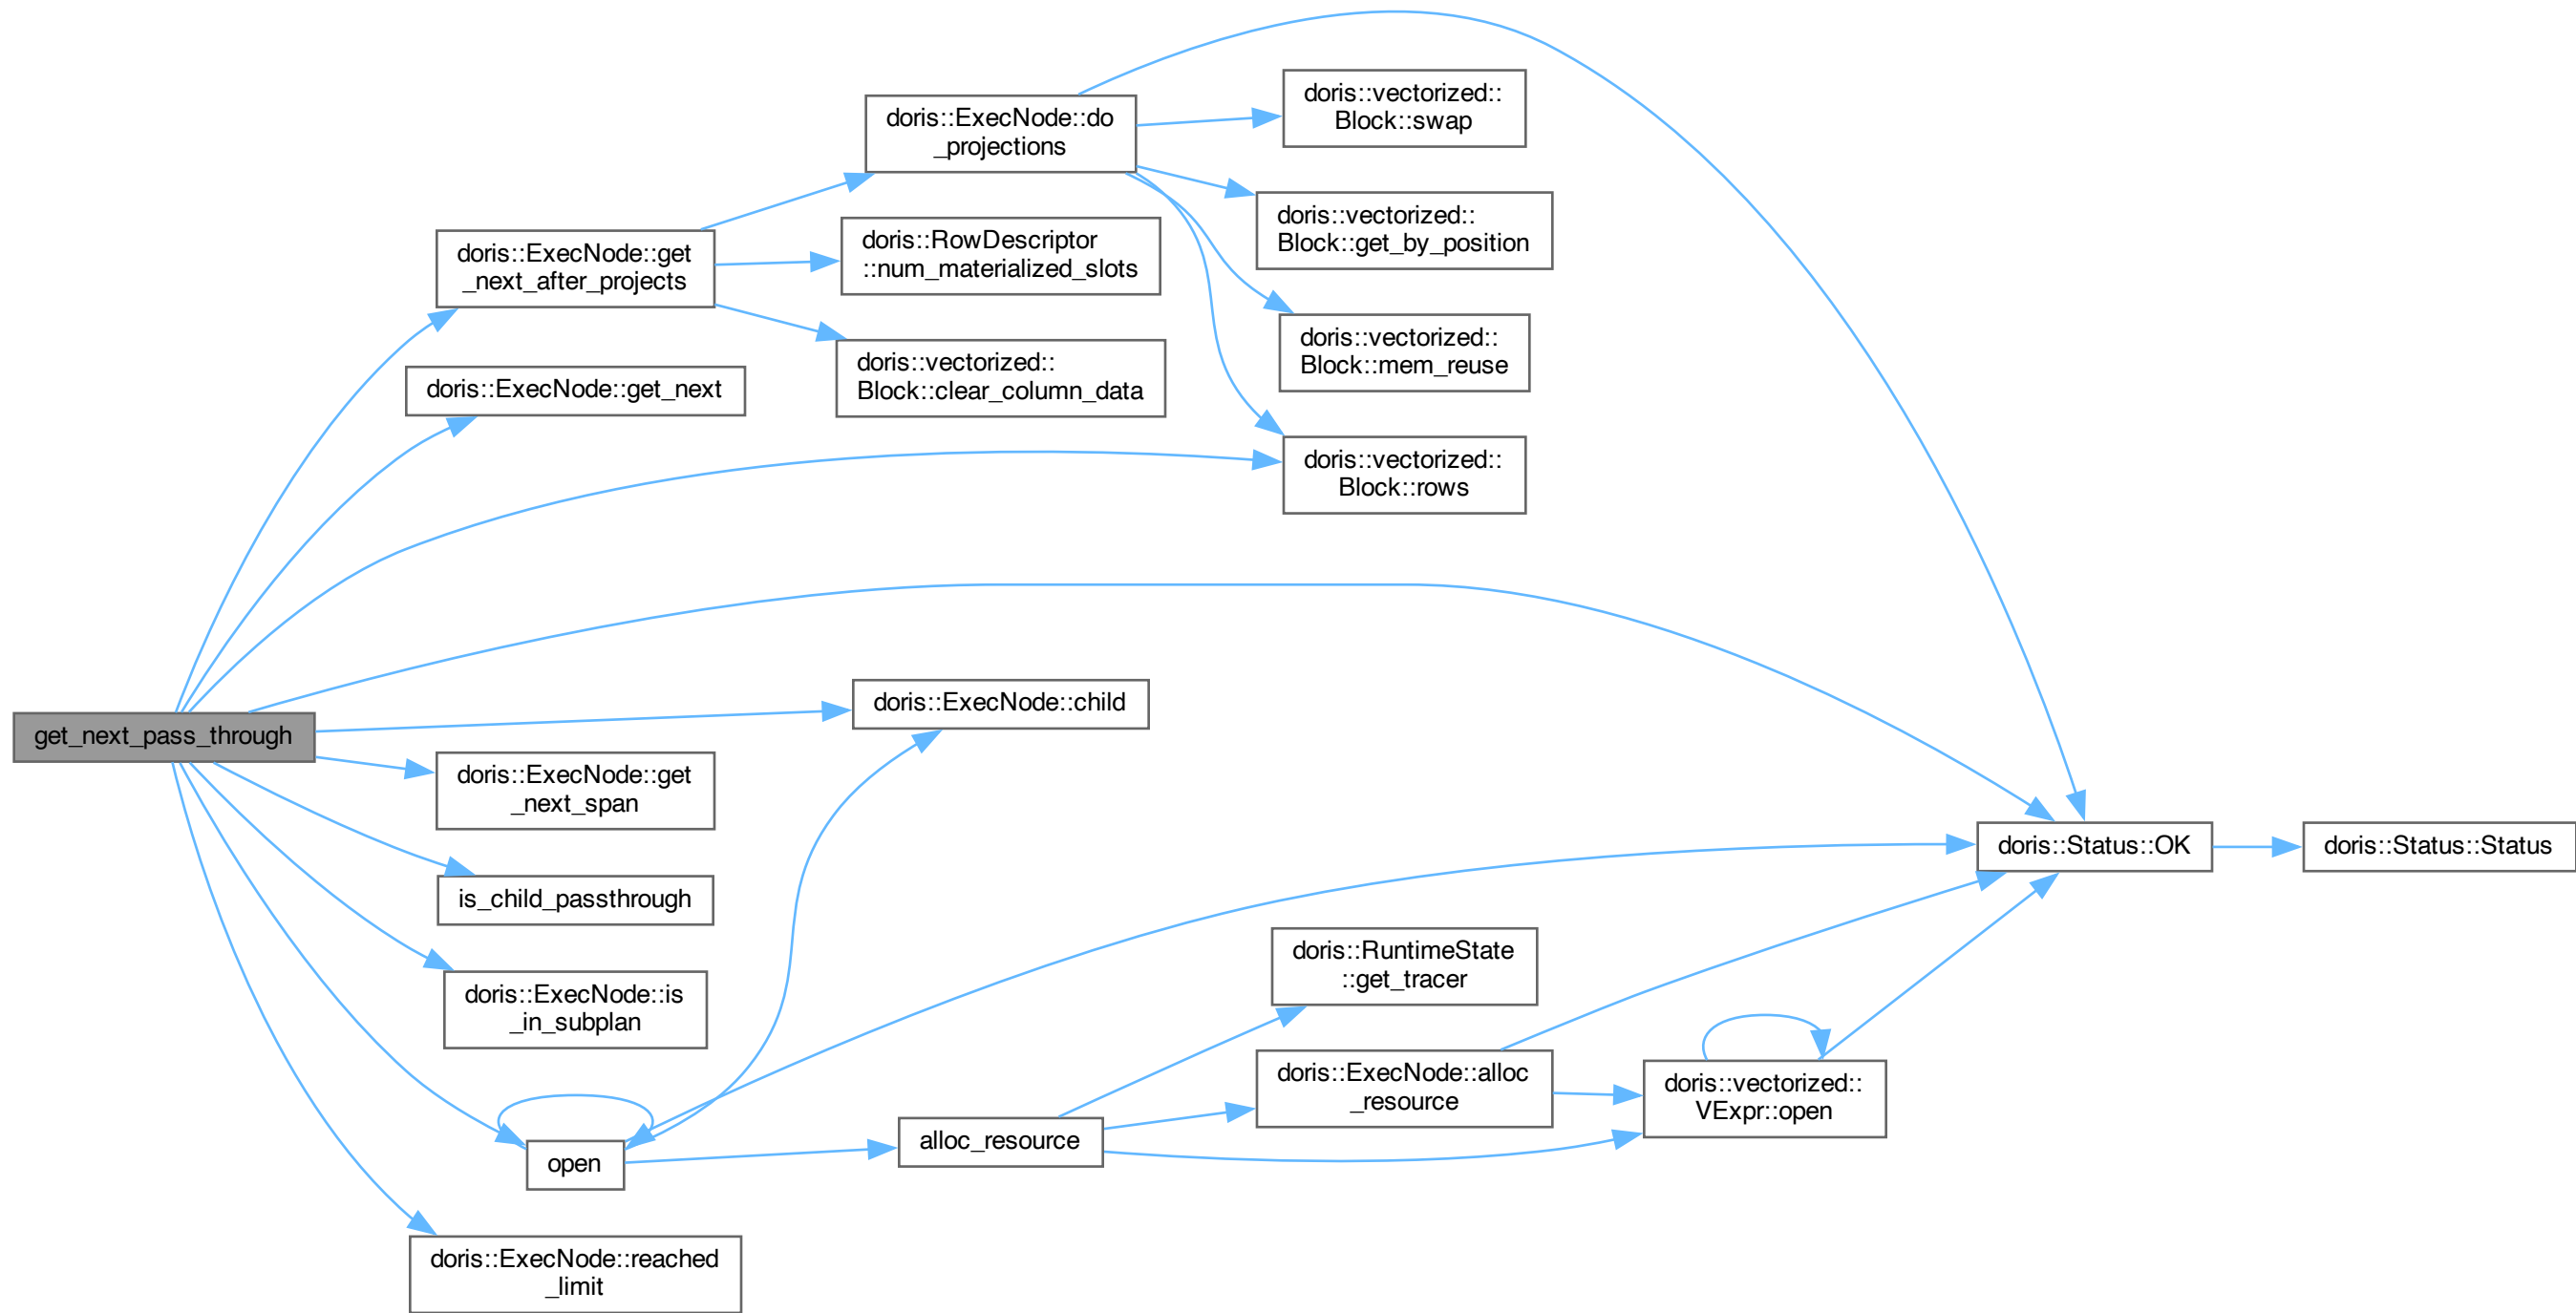 doris::vectorized::
Block::swap
doris::ExecNode::do
_projections
doris::vectorized::
Block::get_by_position
doris::ExecNode::get
_next_after_projects
doris::RowDescriptor
::num_materialized_slots
doris::vectorized::
Block::mem_reuse
doris::vectorized::
Block::clear_column_data
doris::ExecNode::get_next
doris::vectorized::
Block::rows
doris::ExecNode::child
get_next_pass_through
doris::ExecNode::get
_next_span
doris::Status::OK
doris::Status::Status
is_child_passthrough
doris::RuntimeState
::get_tracer
doris::ExecNode::is
_in_subplan
doris::ExecNode::alloc
_resource
doris::vectorized::
VExpr::open
alloc_resource
open
doris::ExecNode::reached
_limit